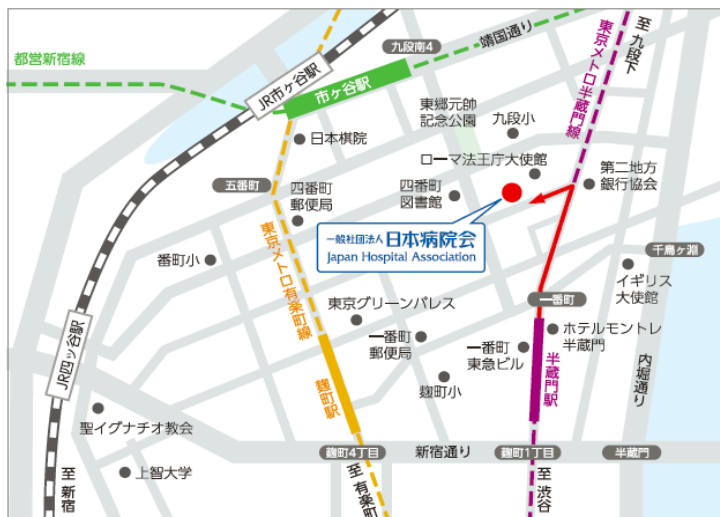 都営新宿線
JR市ケ谷駅
市ケ谷駅
九段南4
靖国通り
至 九段下
東京メトロ半蔵門線
日本棋院
東郷元帥
記念公園
九段小
ローマ法王庁大使館
第二地方
銀行協会
五番町
四番町
郵便局
四番町
図書館
一般社団法人 日本病院会
Japan Hospital Association
千鳥ヶ淵
番町小
東京メトロ有楽町線
イギリス
大使館
一番町
東京グリーンパレス
一番町
郵便局
一番町
東急ビル
ホテルモントレ
半蔵門
半蔵門駅
内堀通り
JR四ッ谷駅
麹町駅
麹町小
聖イグナチオ教会
上智大学
麹町4丁目
新宿通り
麹町1丁目
半蔵門
至 新宿
至 有楽町
至 渋谷